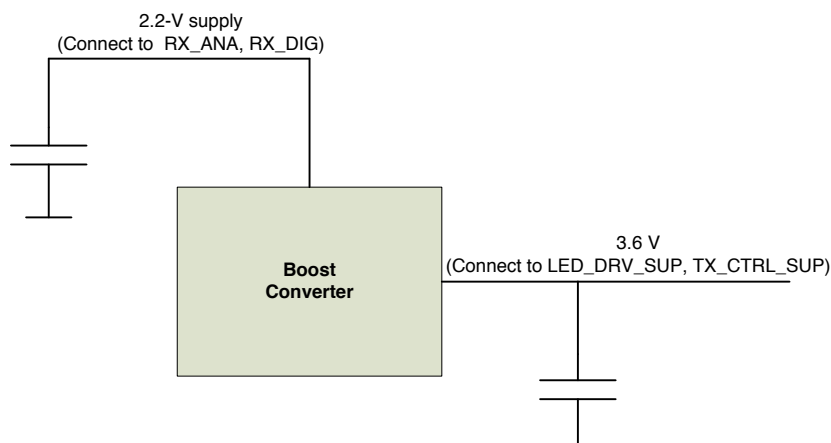 2.2-V supply
(Connect to RX_ANA, RX_DIG)
Boost
Converter
3.6 V
(Connect to LED_DRV_SUP, TX_CTRL_SUP)